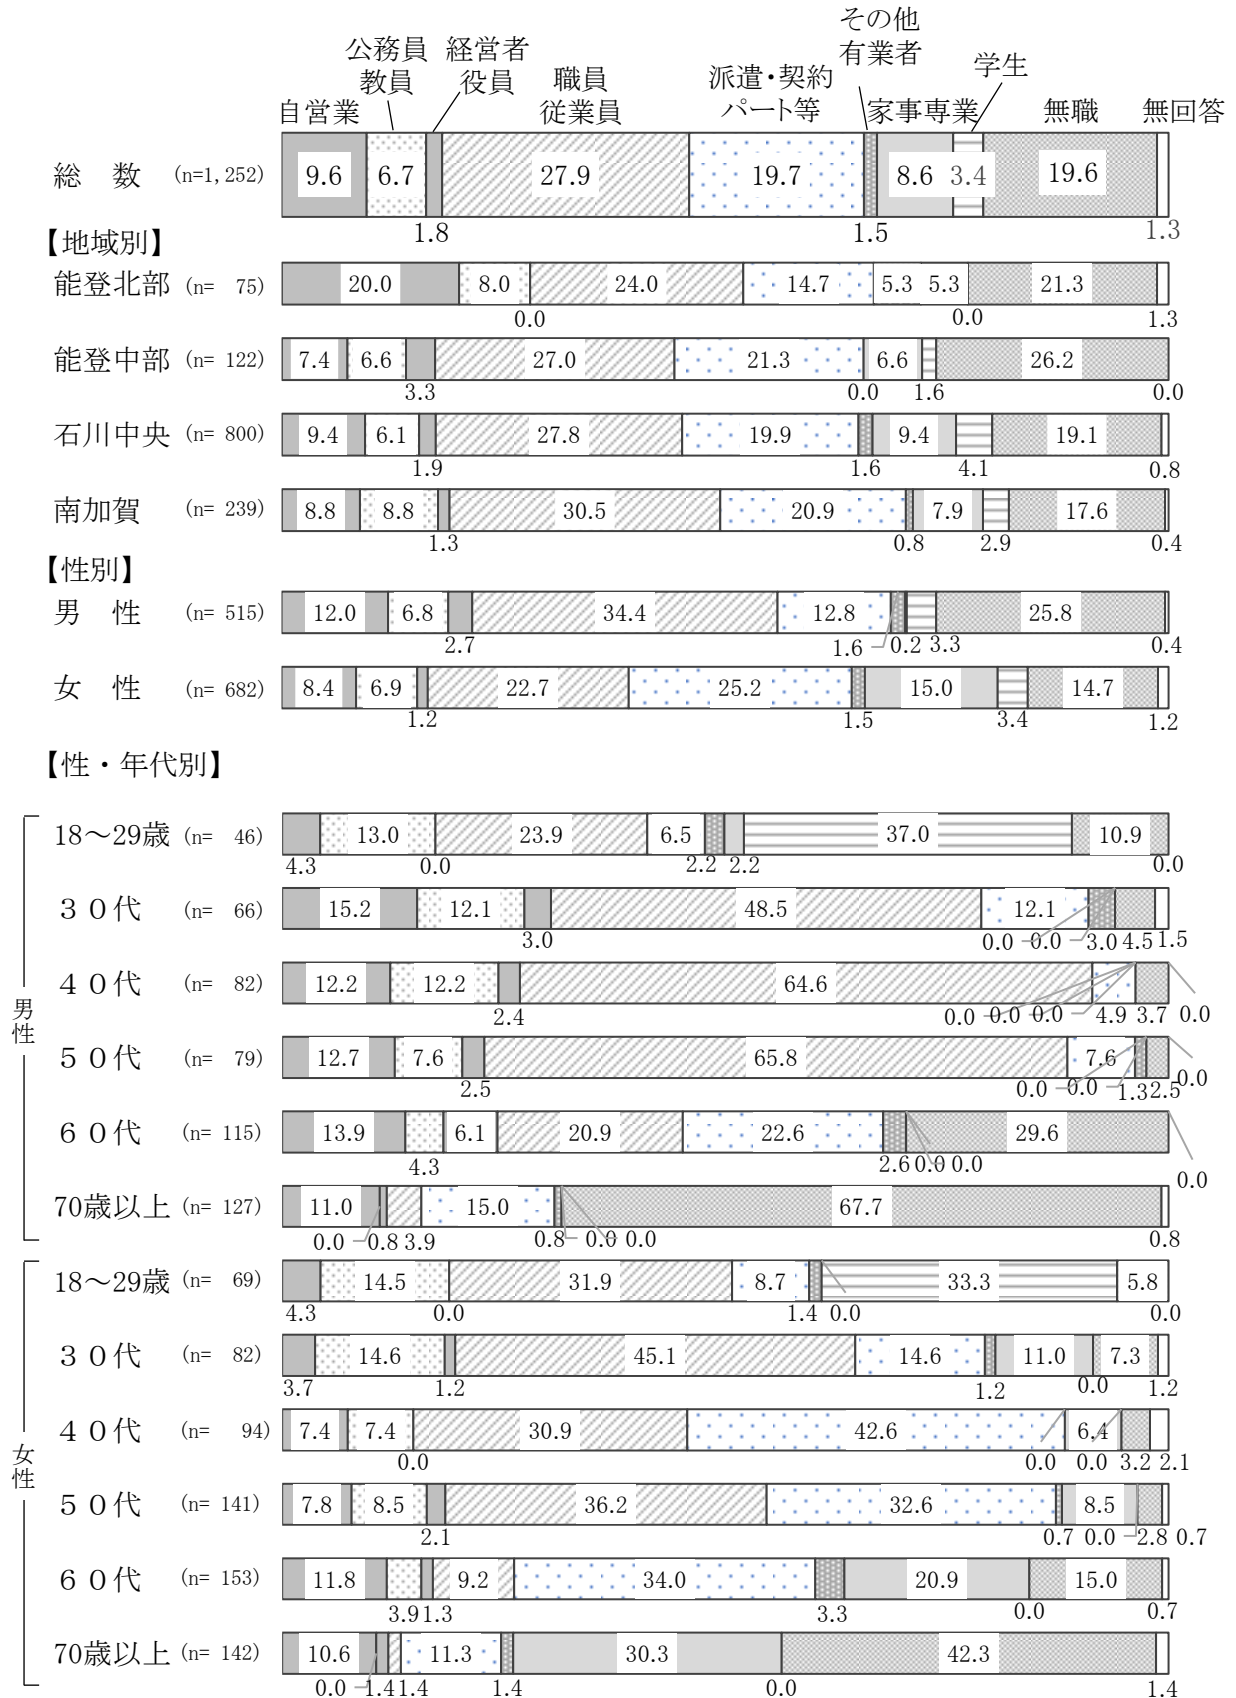 その他
公務員 経営者 有業者
教員 役員 職員 派遣・契約 学生
自営業 従業員 パート等 家事専業 無職 無回答
総　数 (n=1,252) 9.6 6.7 27.9 19.7 8.6 3.4 19.6
1.8 1.5 1.3
【地域別】
能登北部 (n= 75) 20.0 8.0 24.0 14.7 5.3 5.3 21.3
0.0 0.0 1.3
能登中部 (n= 122) 7.4 6.6 27.0 21.3 6.6 26.2
3.3 0.0 1.6 0.0
石川中央 (n= 800) 9.4 6.1 27.8 19.9 9.4 19.1
1.9 1.6 4.1 0.8
南加賀 (n= 239) 8.8 8.8 30.5 20.9 7.9 17.6
1.3 0.8 2.9 0.4
【性別】
男　性 (n= 515) 12.0 6.8 34.4 12.8 25.8
2.7 1.6 0.2 3.3 0.4
女　性 (n= 682) 8.4 6.9 22.7 25.2 15.0 14.7
1.2 1.5 3.4 1.2
【性・年代別】
男性
18～29歳 (n= 46) 13.0 23.9 6.5 37.0 10.9
4.3 0.0 2.2 2.2 0.0
３０代 (n= 66) 15.2 12.1 48.5 12.1
3.0 0.0 0.0 3.0 4.5 1.5
４０代 (n= 82) 12.2 12.2 64.6
2.4 0.0 0.0 0.0 4.9 3.7 0.0
５０代 (n= 79) 12.7 7.6 65.8 7.6
2.5 0.0 0.0 1.3 2.5 0.0
６０代 (n= 115) 13.9 6.1 20.9 22.6 29.6
4.3 2.6 0.0 0.0 0.0
70歳以上 (n= 127) 11.0 15.0 67.7
0.0 0.8 3.9 0.8 0.0 0.0 0.8
女性
18～29歳 (n= 69) 14.5 31.9 8.7 33.3 5.8
4.3 0.0 1.4 0.0 0.0
３０代 (n= 82) 14.6 45.1 14.6 11.0 7.3
3.7 1.2 1.2 0.0 1.2
４０代 (n= 94) 7.4 7.4 30.9 42.6 6.4
0.0 0.0 0.0 3.2 2.1
５０代 (n= 141) 7.8 8.5 36.2 32.6 8.5
2.1 0.7 0.0 2.8 0.7
６０代 (n= 153) 11.8 9.2 34.0 20.9 15.0
3.9 1.3 3.3 0.0 0.7
70歳以上 (n= 142) 10.6 11.3 30.3 42.3
0.0 1.4 1.4 1.4 0.0 1.4